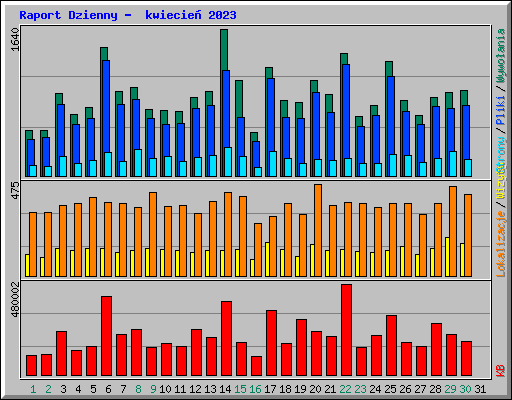 Raport Dzienny -  kwiecień 2023
1640
475
480002
Wywołania / Pliki / Strony
Wizyt / Lokalizacje
KB
1 2 3 4 5 6 7 8 9 10 11 12 13 14 15 16 17 18 19 20 21 22 23 24 25 26 27 28 29 30 31